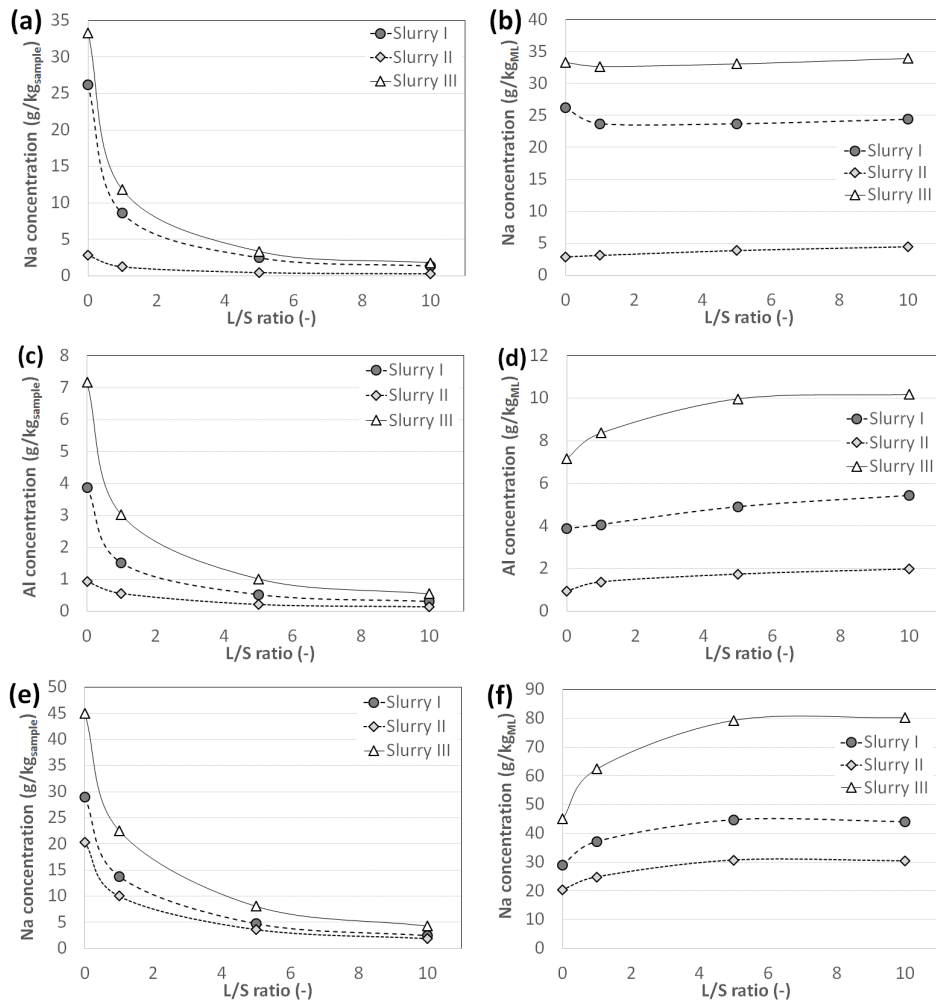 (a)
Na concentration (g/kgsample)
35
30
25
20
15
10
5
0
0 2 4 6 8 10
L/S ratio (-)
Slurry I
Slurry II
Slurry III
(b)
Na concentration (g/kgML)
40
35
30
25
20
15
10
5
0
0 2 4 6 8 10
L/S ratio (-)
Slurry I
Slurry II
Slurry III
(c)
Al concentration (g/kgsample)
8
7
6
5
4
3
2
1
0
0 2 4 6 8 10
L/S ratio (-)
Slurry I
Slurry II
Slurry III
(d)
Al concentration (g/kgML)
12
10
8
6
4
2
0
0 2 4 6 8 10
L/S ratio (-)
Slurry I
Slurry II
Slurry III
(e)
Na concentration (g/kgsample)
50
45
40
35
30
25
20
15
10
5
0
0 2 4 6 8 10
L/S ratio (-)
Slurry I
Slurry II
Slurry III
(f)
Na concentration (g/kgML)
90
80
70
60
50
40
30
20
10
0
0 2 4 6 8 10
L/S ratio (-)
Slurry I
Slurry II
Slurry III